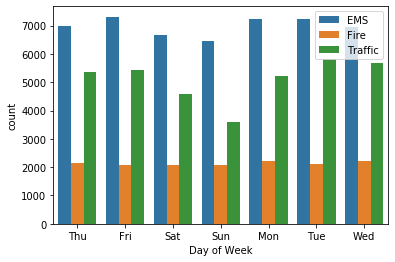 7000
6000
5000
4000
3000
2000
1000
0
count
EMS
Fire
Traffic
Thu Fri Sat Sun Mon Tue Wed
Day of Week